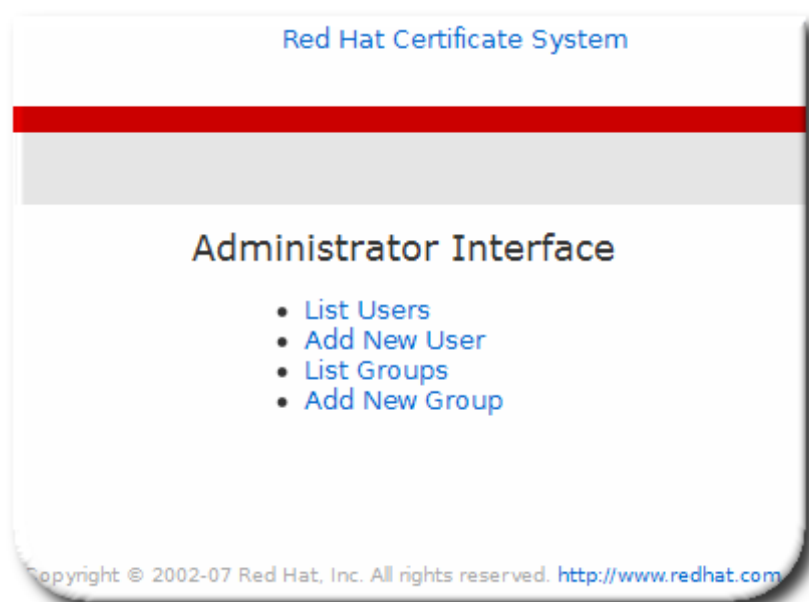 Red Hat Certificate System
Administrator Interface
List Users
Add New User
List Groups
Add New Group
opyright © 2002-07 Red Hat, Inc. All rights reserved. http://www.redhat.com